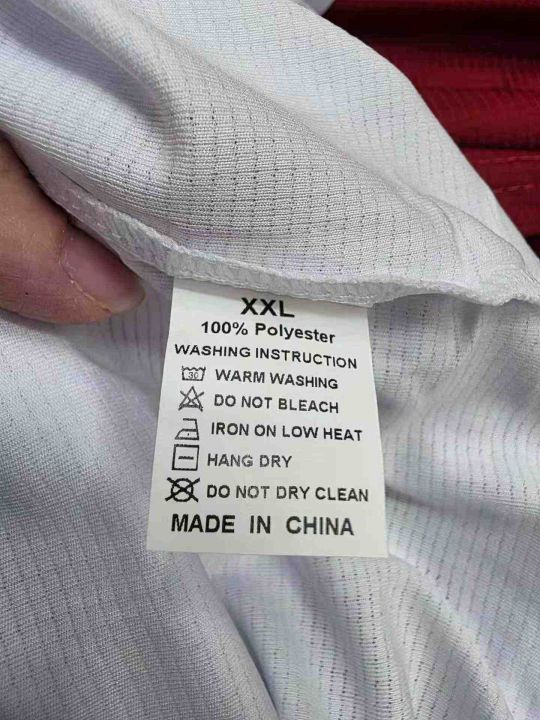 XXL
100% Polyester
WASHING INSTRUCTION
30 WARM WASHING
DO NOT BLEACH
IRON ON LOW HEAT
HANG DRY
DO NOT DRY CLEAN
MADE IN CHINA